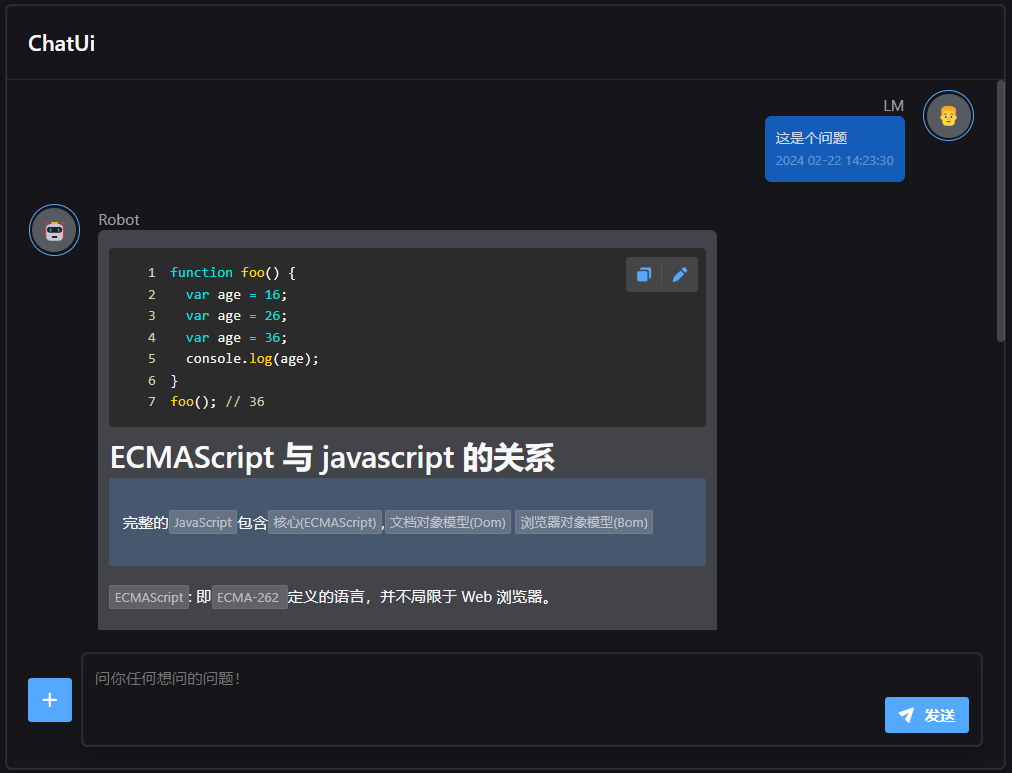 ChatUi
LM
这是个问题
2024 02-22 14:23:30
Robot
1 function foo() {
2   var age = 16;
3   var age = 26;
4   var age = 36;
5   console.log(age);
6 }
7 foo(); // 36
ECMAScript 与 javascript 的关系
完整的 JavaScript 包含 核心(ECMAScript) , 文档对象模型(Dom) 浏览器对象模型(Bom)
ECMAScript : 即 ECMA-262 定义的语言，并不局限于 Web 浏览器。
问你任何想问的问题！
发送